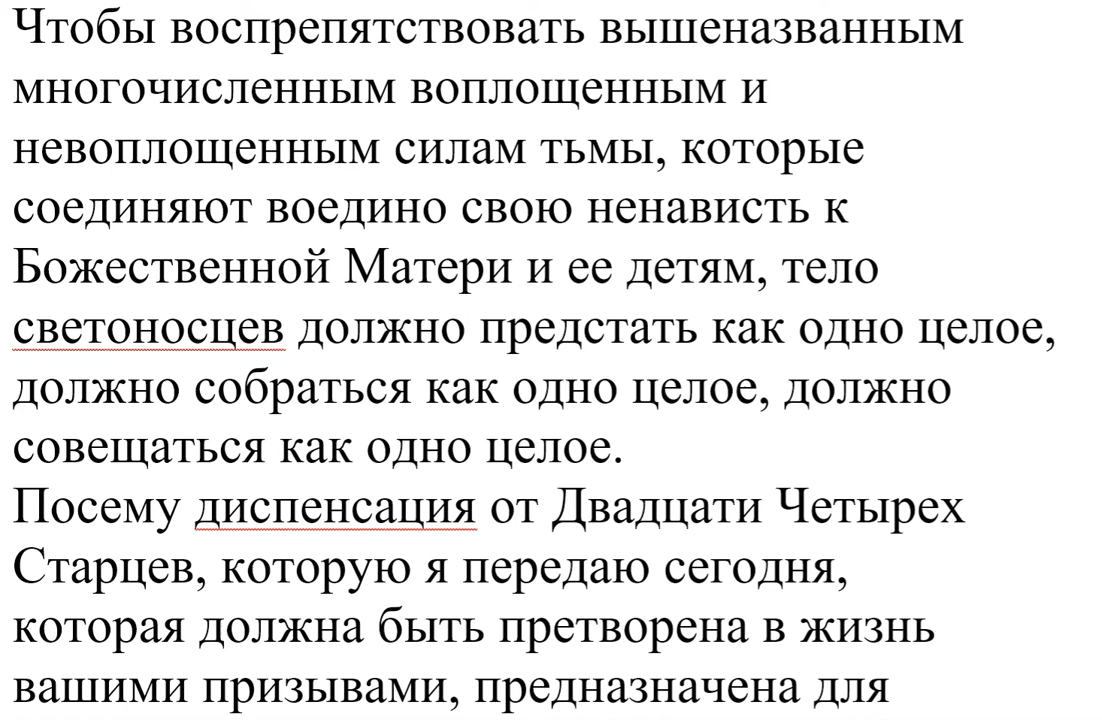 Чтобы воспрепятствовать вышеназванным
многочисленным воплощенным и
невоплощенным силам тьмы, которые
соединяют воедино свою ненависть к
Божественной Матери и ее детям, тело
светоносцев должно предстать как одно целое,
должно собраться как одно целое, должно
совещаться как одно целое.
Посему диспенсация от Двадцати Четырех
Старцев, которую я передаю сегодня,
которая должна быть претворена в жизнь
вашими призывами, предназначена для